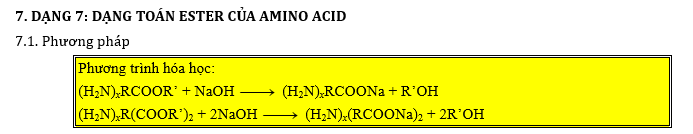 7. DẠNG 7: DẠNG TOÁN ESTER CỦA AMINO ACID
7.1. Phương pháp
Phương trình hóa học:
(H₂N)ₓRCOOR’ + NaOH ⟶ (H₂N)ₓRCOONa + R’OH
(H₂N)ₓR(COOR’)₂ + 2NaOH ⟶ (H₂N)ₓ(RCOONa)₂ + 2R’OH